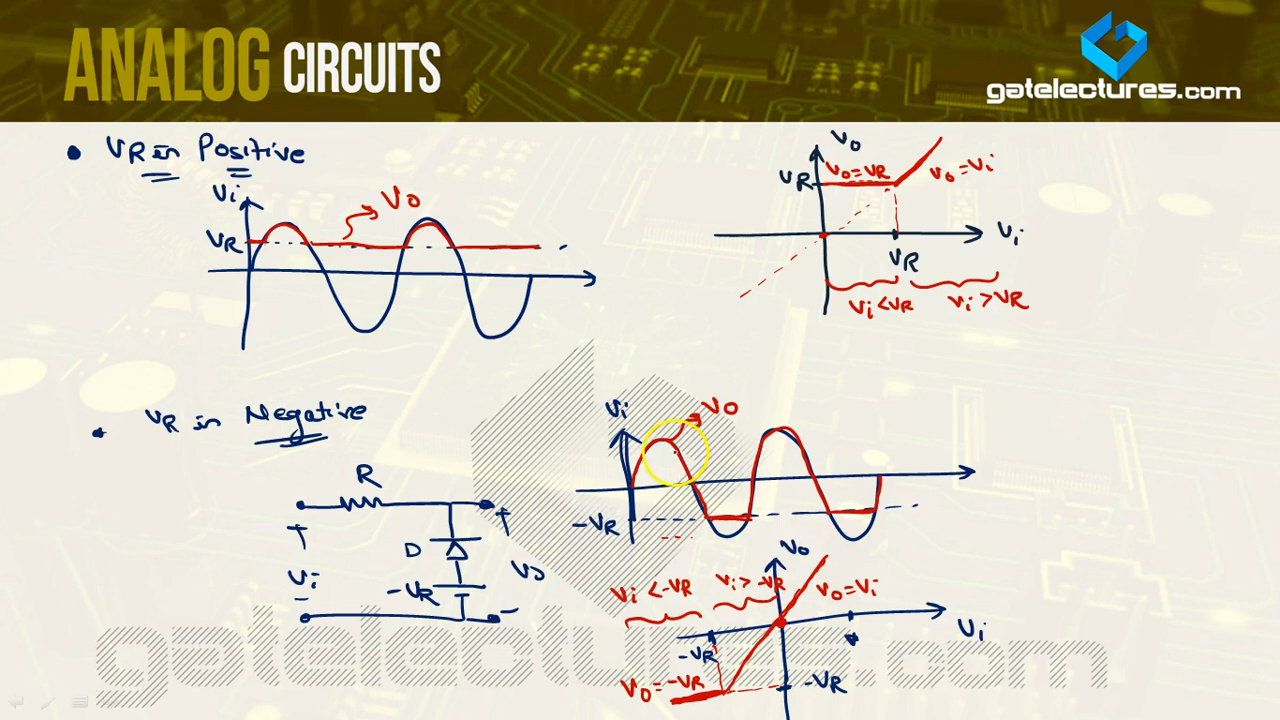 ANALOG CIRCUITS
gatelectures.com
• VR is Positive
Vi
VR
Vo
Vo
VR
Vo=VR
Vo=Vi
Vi
VR
Vi<VR
Vi>VR
• VR is Negative
R
+
Vi
-
D
-VR
+
Vo
-
Vi
Vo
-VR
Vo
Vi<-VR
Vi>-VR
Vo=Vi
Vi
-VR
Vo=-VR
-VR
gatelectures.com